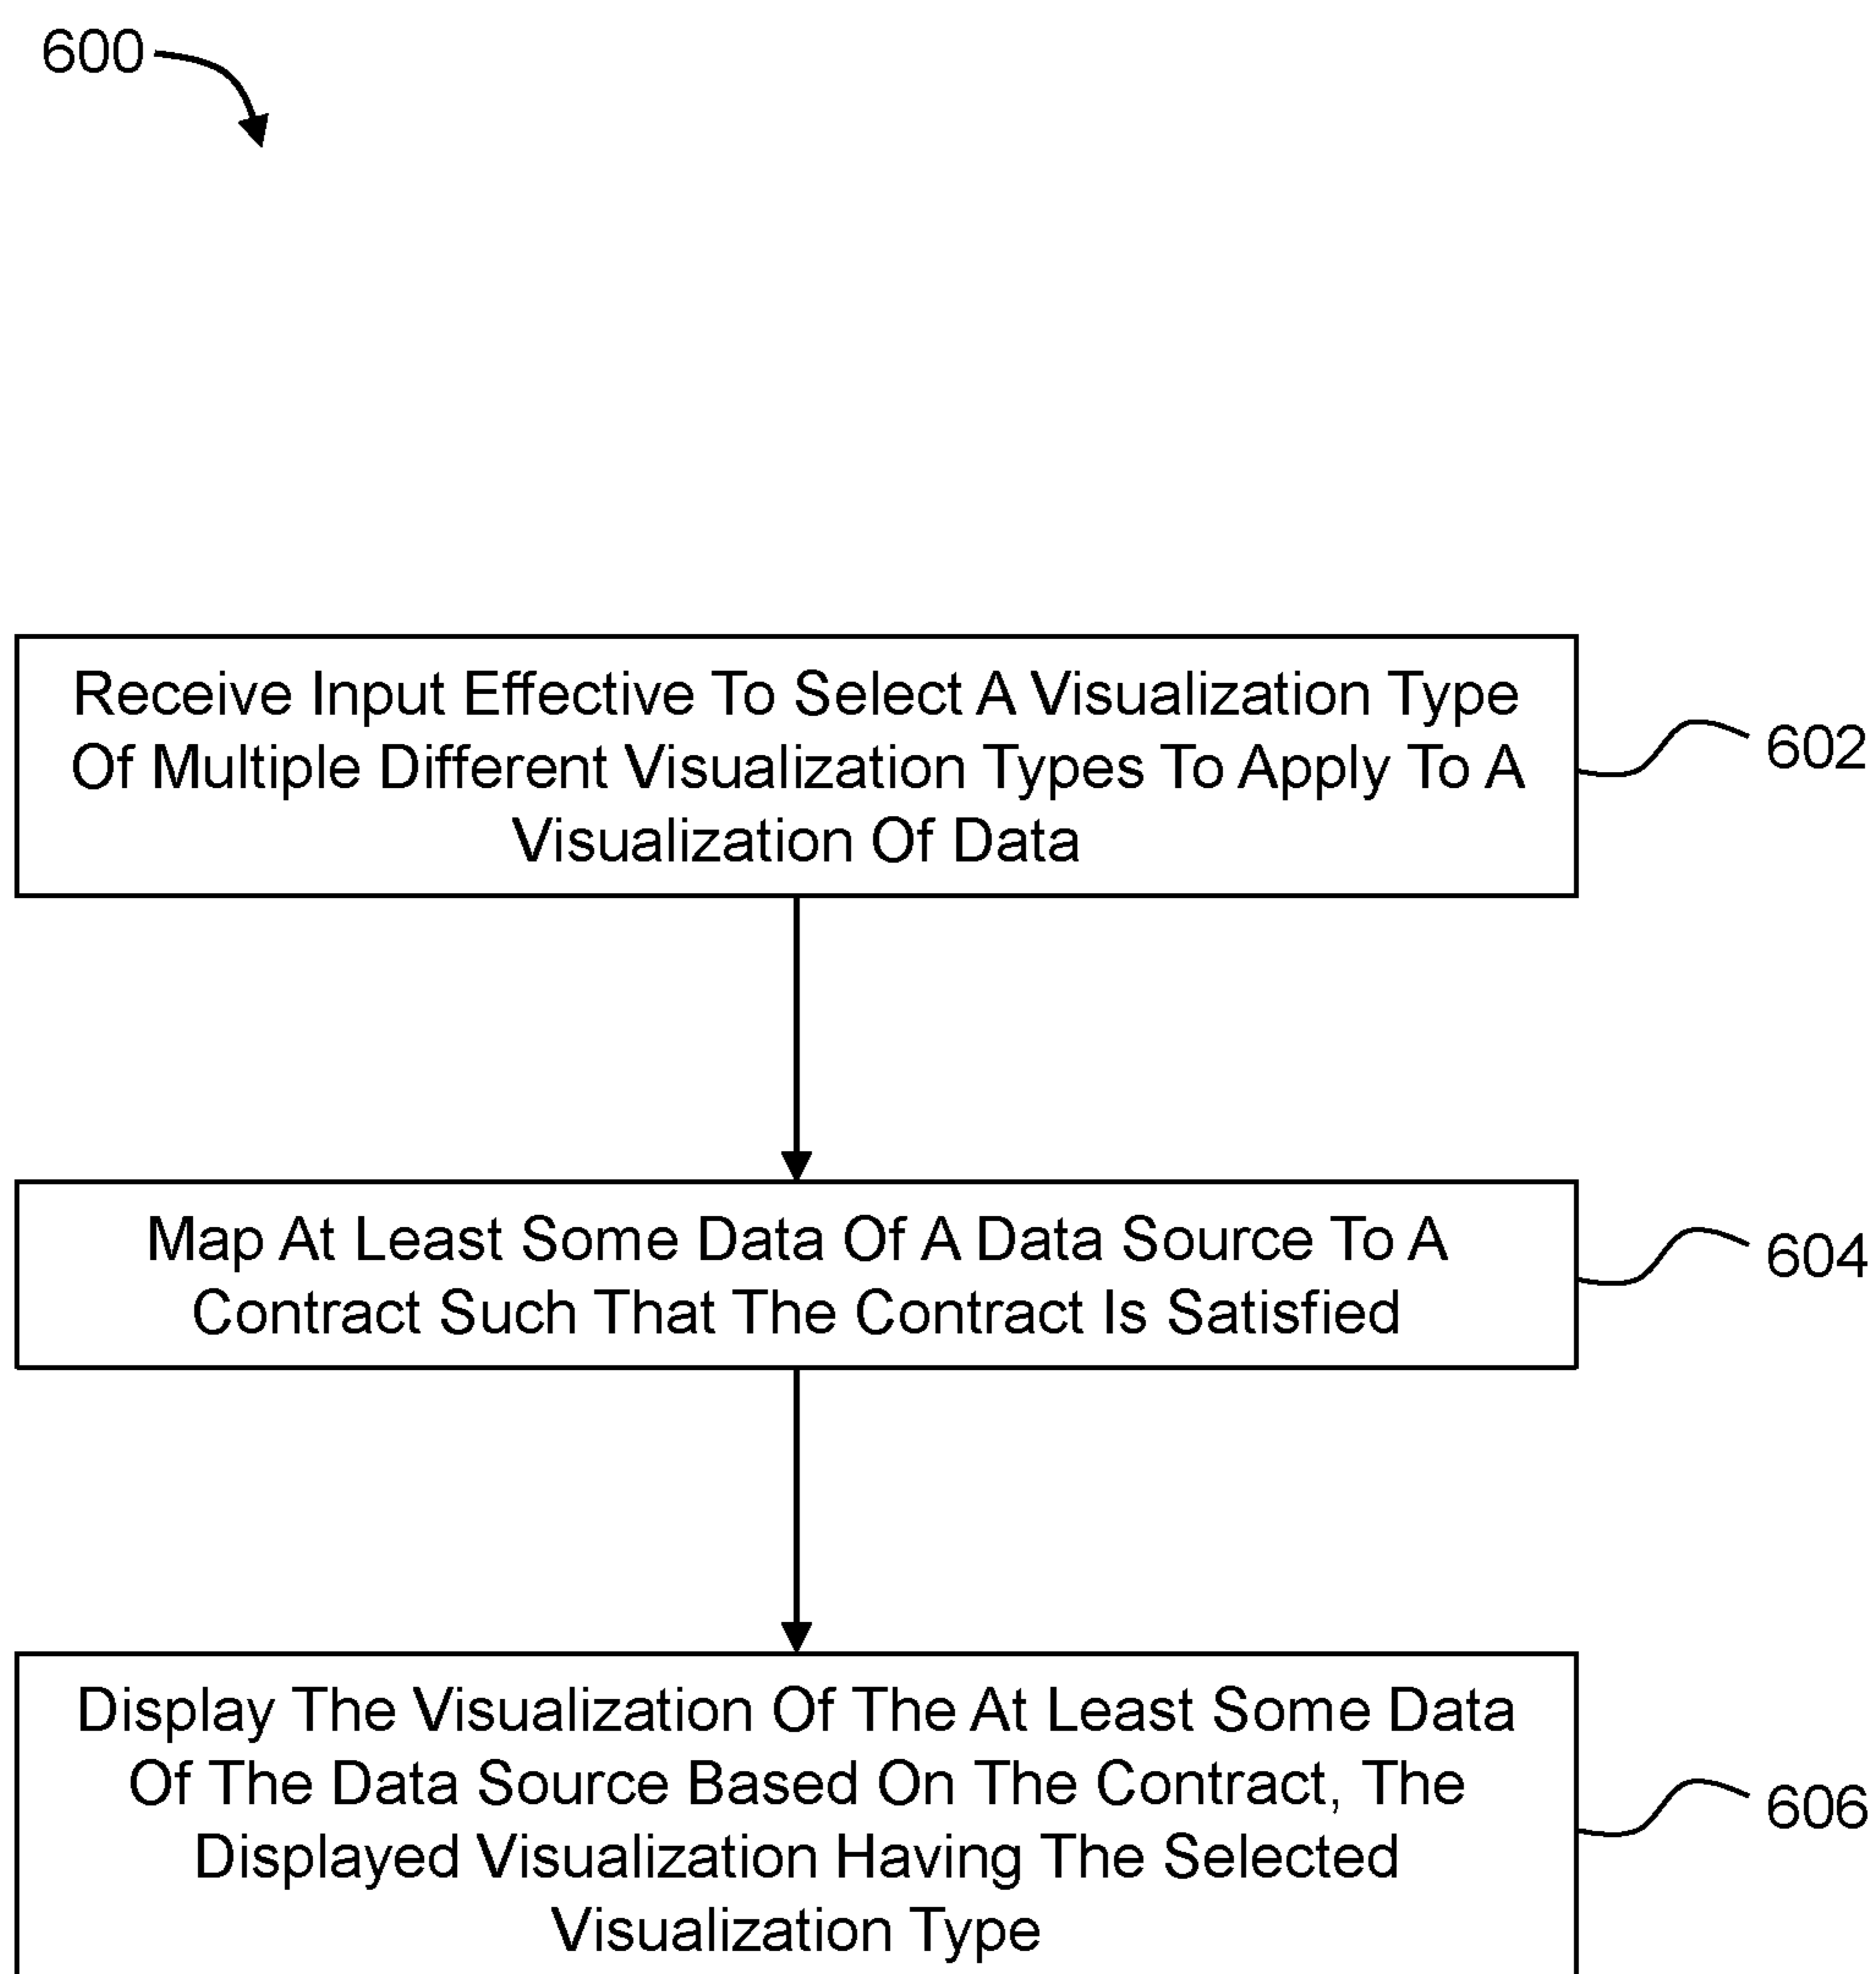 600
Receive Input Effective To Select A Visualization Type
Of Multiple Different Visualization Types To Apply To A
Visualization Of Data
602
Map At Least Some Data Of A Data Source To A
Contract Such That The Contract Is Satisfied
604
Display The Visualization Of The At Least Some Data
Of The Data Source Based On The Contract, The
Displayed Visualization Having The Selected
Visualization Type
606